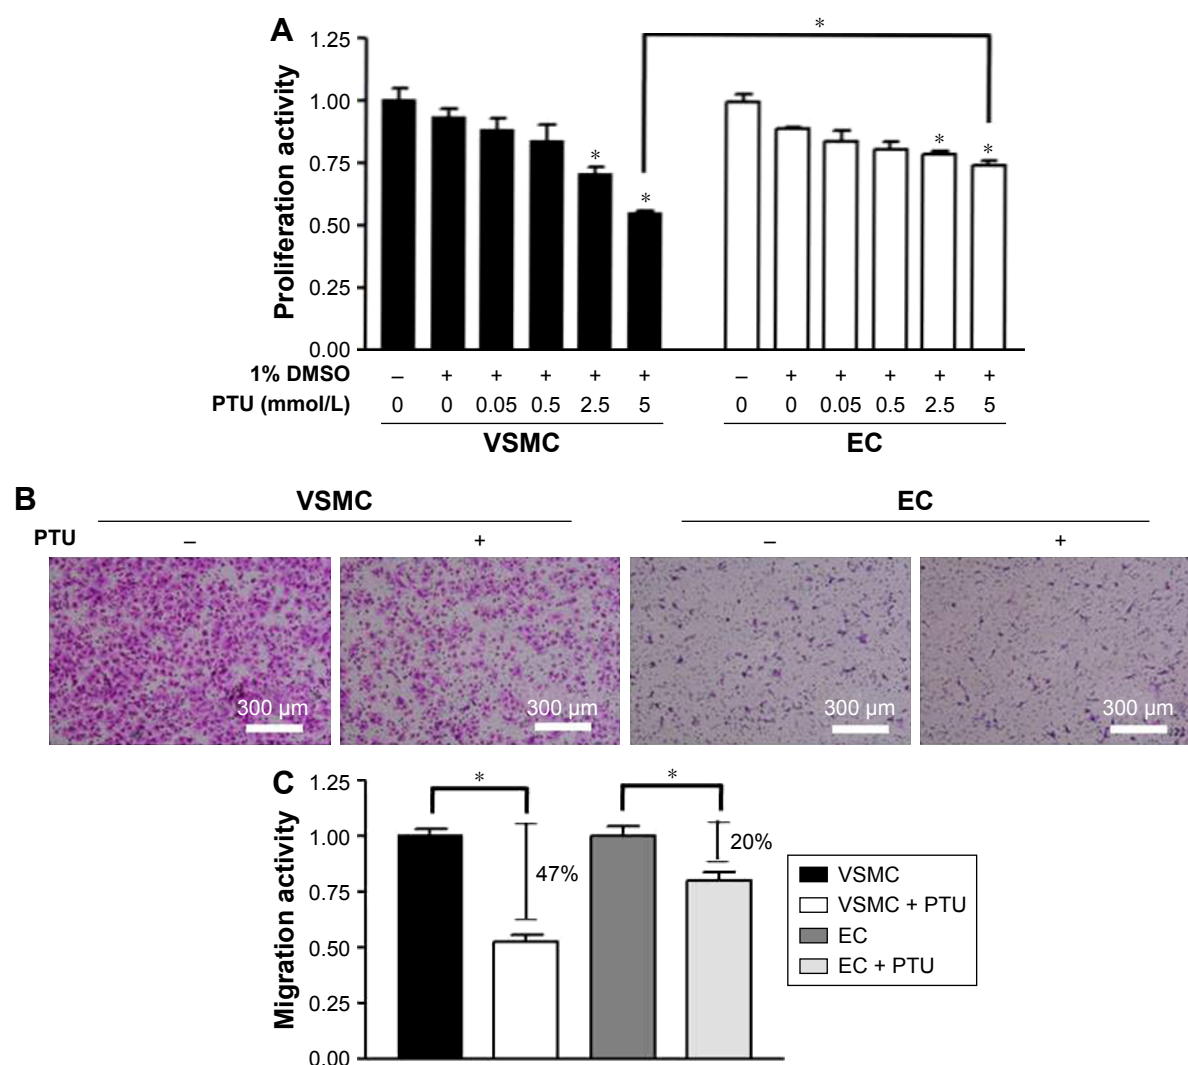 A
*
1.25
1.00
0.75
0.50
0.25
0.00
Proliferation activity
* * * *
1% DMSO – + + + + + – + + + + +
PTU (mmol/L) 0 0 0.05 0.5 2.5 5 0 0 0.05 0.5 2.5 5
VSMC EC
B VSMC EC
PTU – + – +
300 µm 300 µm 300 µm 300 µm
C
* *
1.25
1.00
0.75
0.50
0.25
0.00
Migration activity
47%
20%
VSMC
VSMC + PTU
EC
EC + PTU